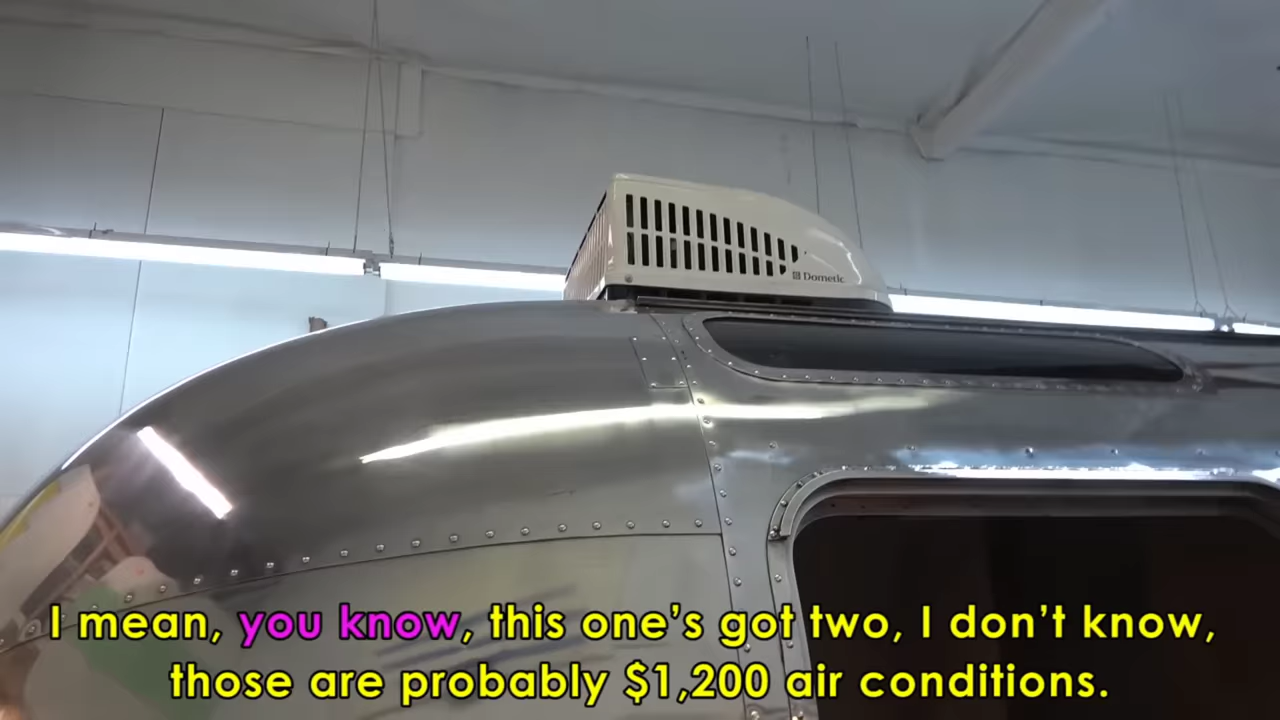 Dometic
I mean, you know, this one's got two, I don't know,
those are probably $1,200 air conditions.